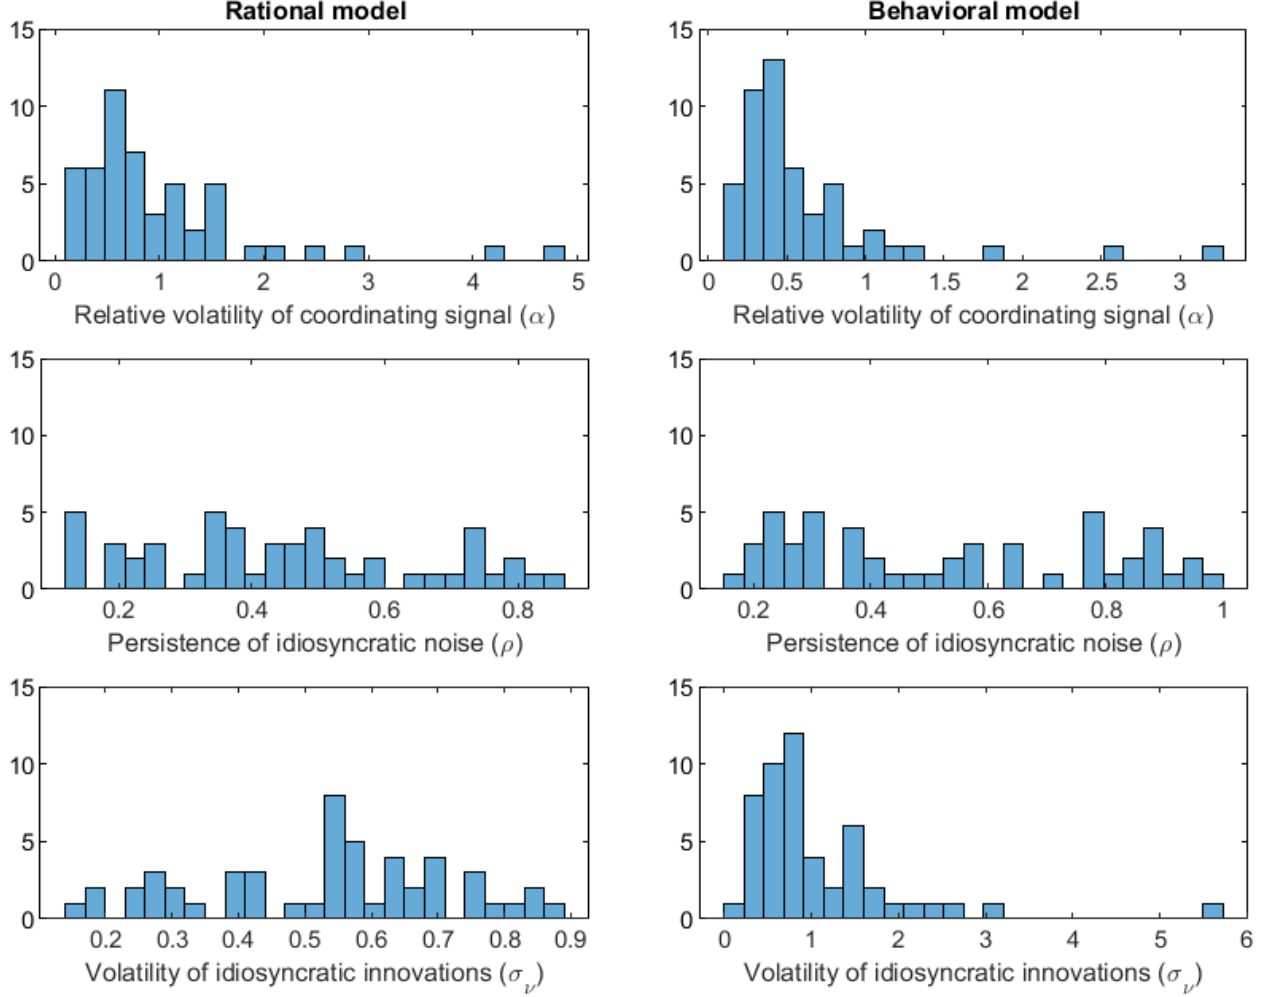 Rational model
Behavioral model
15
10
5
0
0 1 2 3 4 5
Relative volatility of coordinating signal (α)
15
10
5
0
0 0.5 1 1.5 2 2.5 3
Relative volatility of coordinating signal (α)
15
10
5
0
0.2 0.4 0.6 0.8
Persistence of idiosyncratic noise (ρ)
15
10
5
0
0.2 0.4 0.6 0.8 1
Persistence of idiosyncratic noise (ρ)
15
10
5
0
0.2 0.3 0.4 0.5 0.6 0.7 0.8 0.9
Volatility of idiosyncratic innovations (σ_ν)
15
10
5
0
0 1 2 3 4 5 6
Volatility of idiosyncratic innovations (σ_ν)